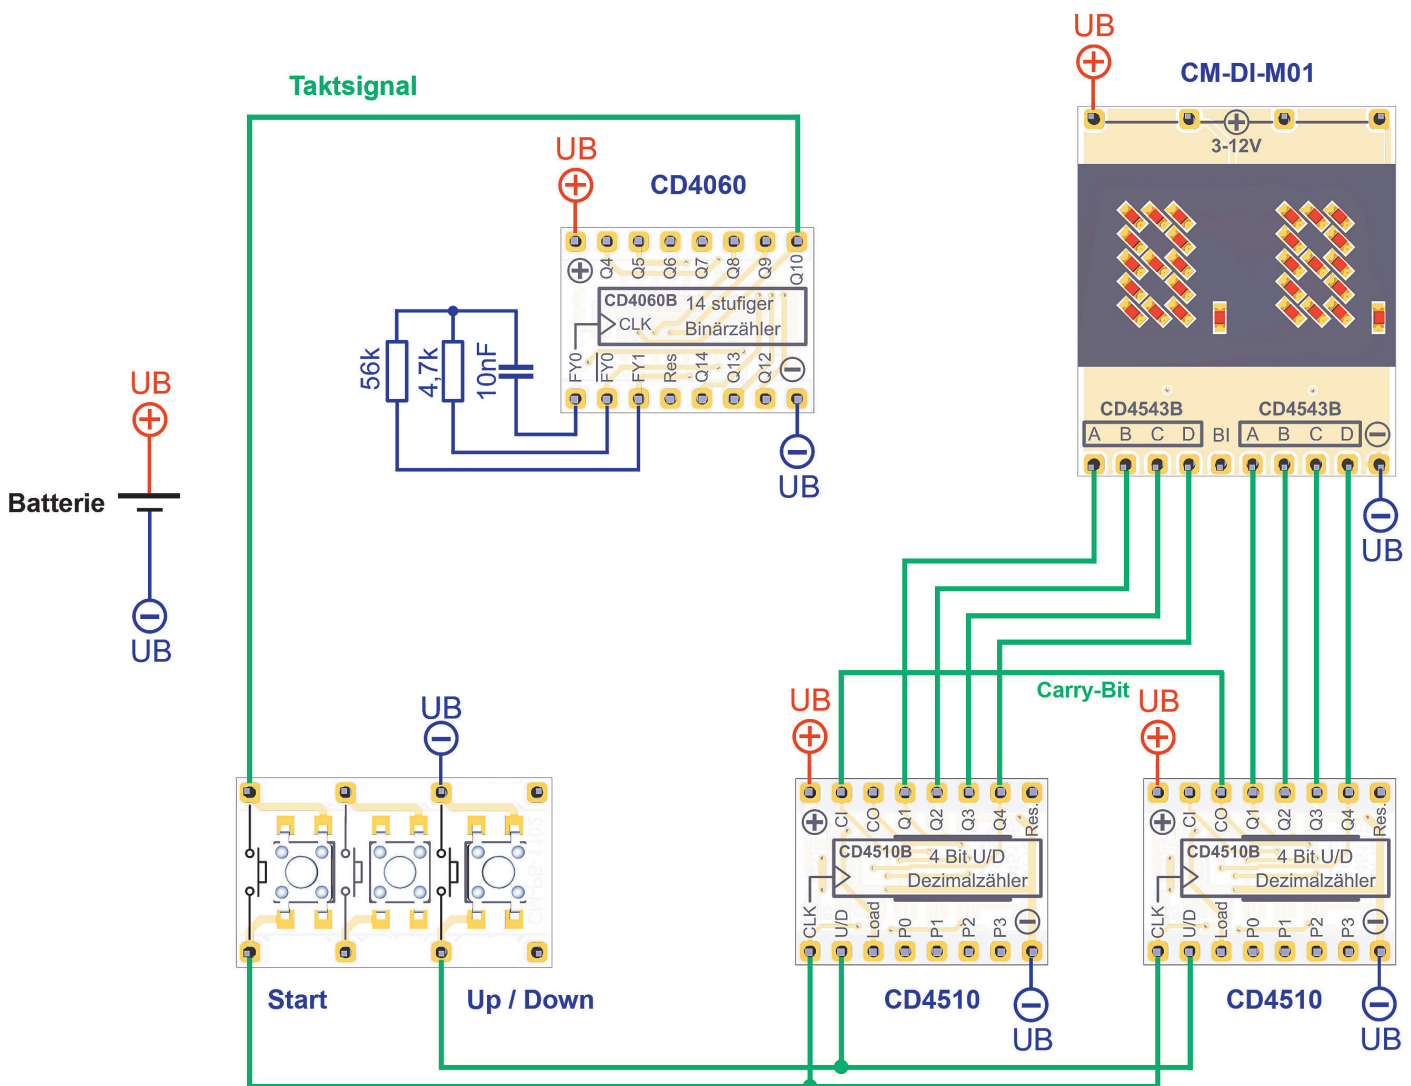 UB
CM-DI-M01
3-12V
CD4543B
CD4543B
A B C D BI A B C D
UB
Taktsignal
UB
CD4060
Q4 Q5 Q6 Q7 Q8 Q9 Q10
CD4060B 14 stufiger
CLK Binärzähler
FY0 FY0 FY1 Res Q14 Q13 Q12
UB
56k
4,7k
10nF
UB
Batterie
UB
UB
Start
Up / Down
Carry-Bit
UB
CI CO Q1 Q2 Q3 Q4 Res.
CD4510B 4 Bit U/D
Dezimalzähler
CLK U/D Load P0 P1 P2 P3
CD4510
UB
UB
CI CO Q1 Q2 Q3 Q4 Res.
CD4510B 4 Bit U/D
Dezimalzähler
CLK U/D Load P0 P1 P2 P3
CD4510
UB